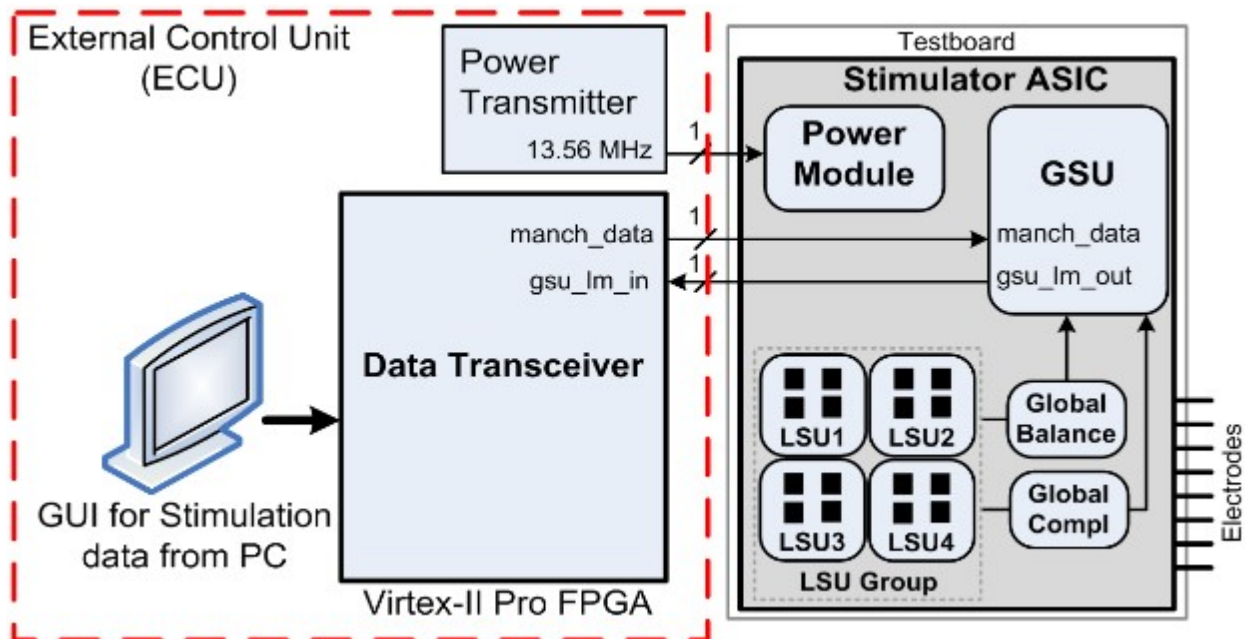 External Control Unit
(ECU)
Power
Transmitter
13.56 MHz
1
manch_data
1
gsu_lm_in
1
Data Transceiver
GUI for Stimulation
data from PC
Virtex-II Pro FPGA
Testboard
Stimulator ASIC
Power
Module
GSU
manch_data
gsu_lm_out
LSU1
LSU2
LSU3
LSU4
LSU Group
Global
Balance
Global
Compl
Electrodes